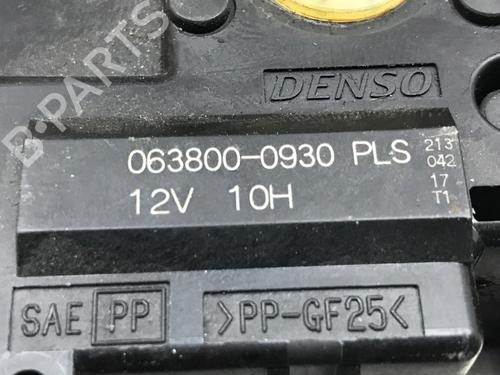 B-PARTS
DENSO
063800-0930 PLS
12V 10H
213
042
17
T1
SAE PP >PP-GF25<